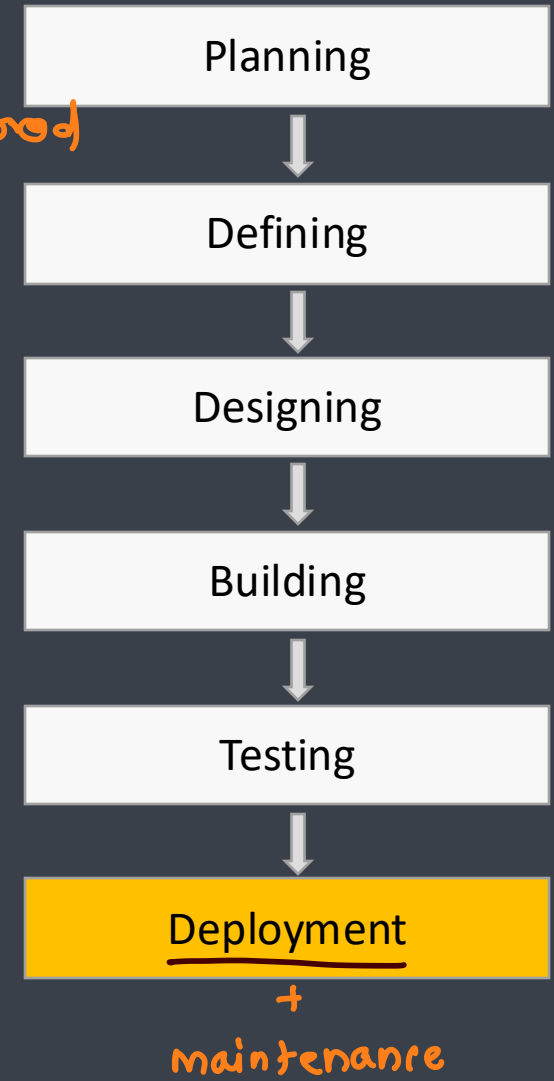 Planning
Defining
Designing
Building
Testing
Deployment
+
maintenance